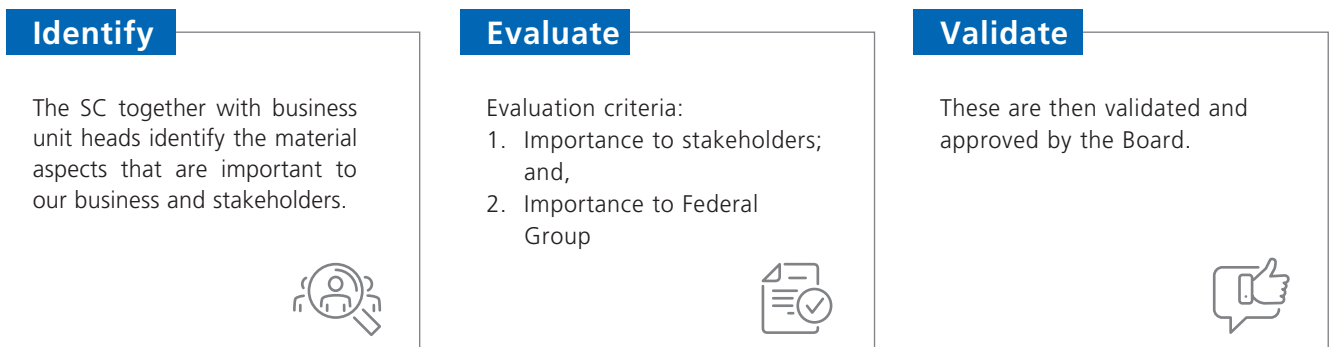 Identify
The SC together with business
unit heads identify the material
aspects that are important to
our business and stakeholders.
Evaluate
Evaluation criteria:
1. Importance to stakeholders;
and,
2. Importance to Federal
Group
Validate
These are then validated and
approved by the Board.